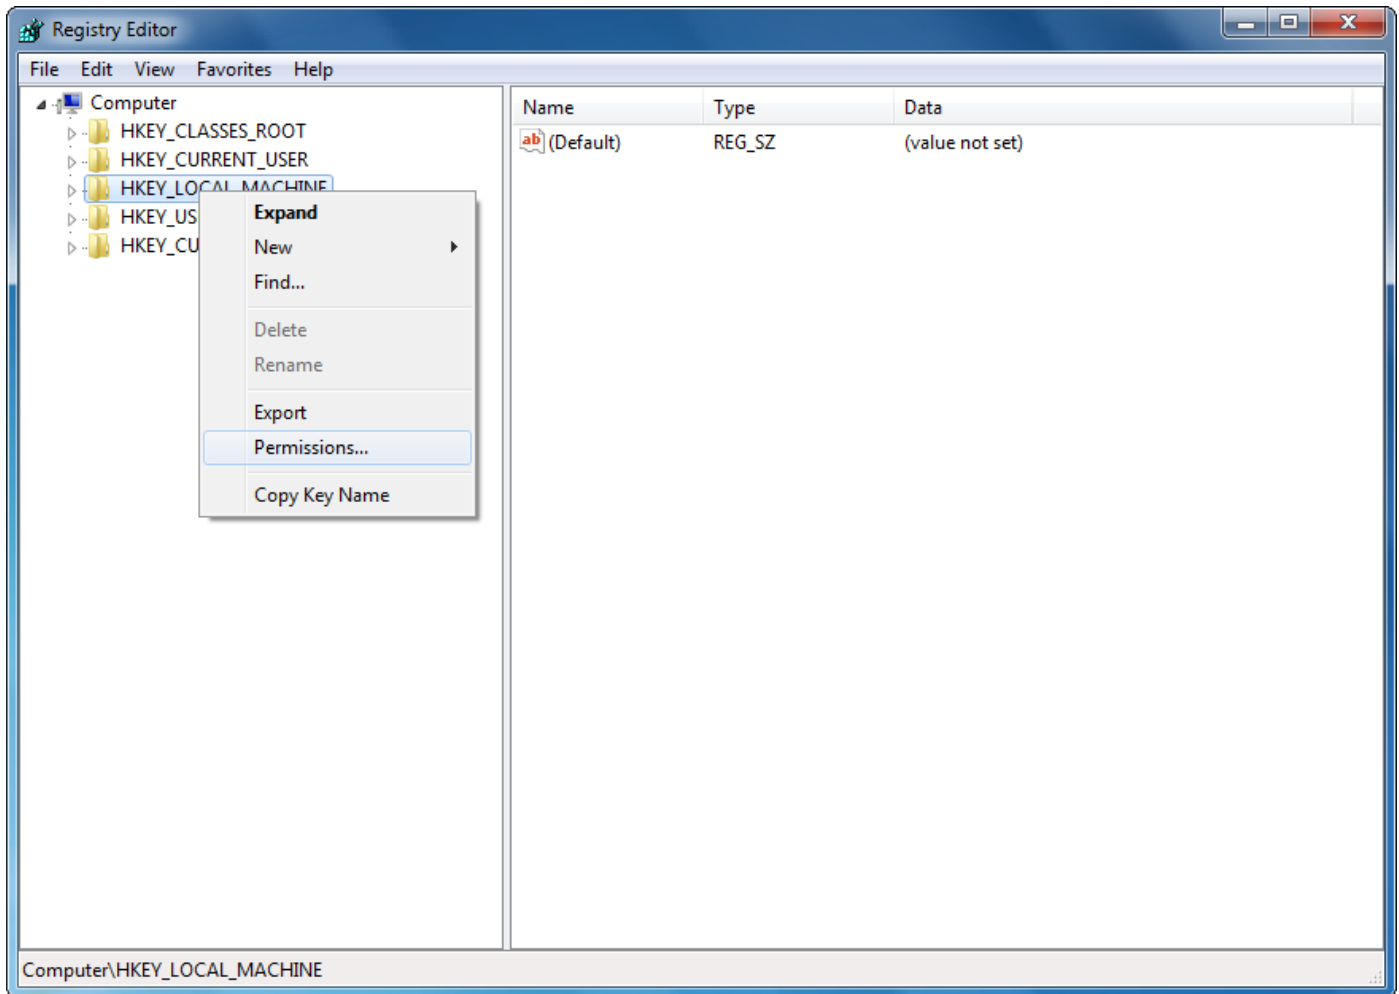 Registry Editor
File Edit View Favorites Help
Computer
HKEY_CLASSES_ROOT
HKEY_CURRENT_USER
HKEY_LOCAL_MACHINE
HKEY_US
HKEY_CU
Expand
New
Find...
Delete
Rename
Export
Permissions...
Copy Key Name
Name Type Data
ab (Default) REG_SZ (value not set)
Computer\HKEY_LOCAL_MACHINE